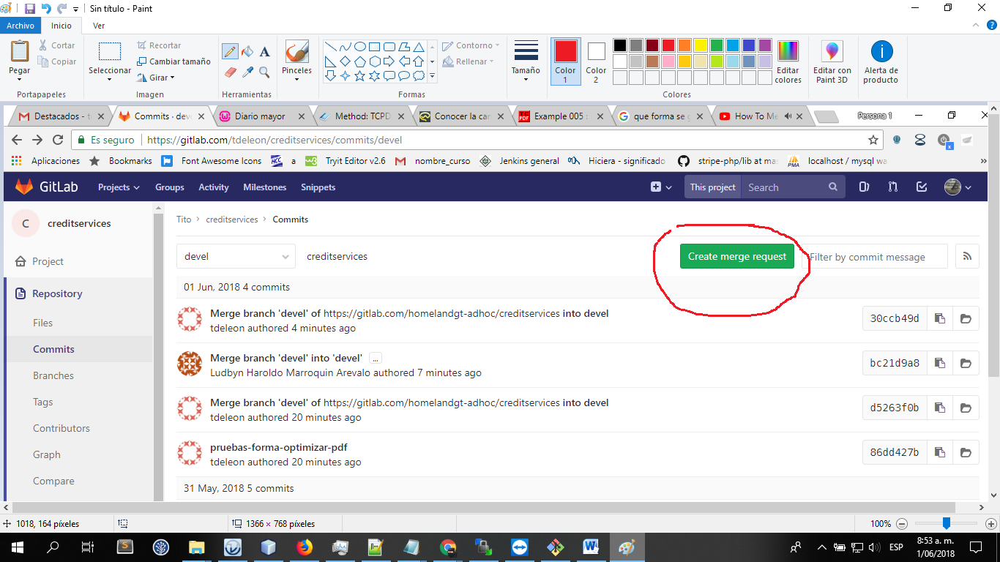 Sin título - Paint
Archivo Inicio Ver
Pegar
Cortar
Copiar
Portapapeles
Seleccionar
Recortar
Cambiar tamaño
Girar
Imagen
A
Herramientas
Pinceles
Contorno
Rellenar
Formas
Tamaño
Color 1
Color 2
Editar colores
Colores
Editar con Paint 3D
Alerta de producto
Destacados - t
Commits · deve
Diario mayor
Method: TCPD
Conocer la car
Example 005 :
que forma se g
How To Me
Persona 1
Es seguro https://gitlab.com/tdeleon/creditservices/commits/devel
Aplicaciones Bookmarks Font Awesome Icons HCC a w3 Tryit Editor v2.6 nombre_curso Jenkins general Hiciera - significado stripe-php/lib at mas PMA localhost / mysql wa »
GitLab Projects Groups Activity Milestones Snippets This project Search
C creditservices
Project
Repository
Files
Commits
Branches
Tags
Contributors
Graph
Compare
Tito > creditservices > Commits
devel creditservices Create merge request Filter by commit message
01 Jun, 2018 4 commits
Merge branch 'devel' of https://gitlab.com/homelandgt-adhoc/creditservices into devel
tdeleon authored 4 minutes ago
30ccb49d
Merge branch 'devel' into 'devel' ...
Ludbyn Haroldo Marroquin Arevalo authored 7 minutes ago
bc21d9a8
Merge branch 'devel' of https://gitlab.com/homelandgt-adhoc/creditservices into devel
tdeleon authored 20 minutes ago
d5263f0b
pruebas-forma-optimizar-pdf
tdeleon authored 20 minutes ago
86dd427b
31 May, 2018 5 commits
1018, 164 píxeles 1366 × 768 píxeles 100%
ESP
8:53 a. m.
1/06/2018